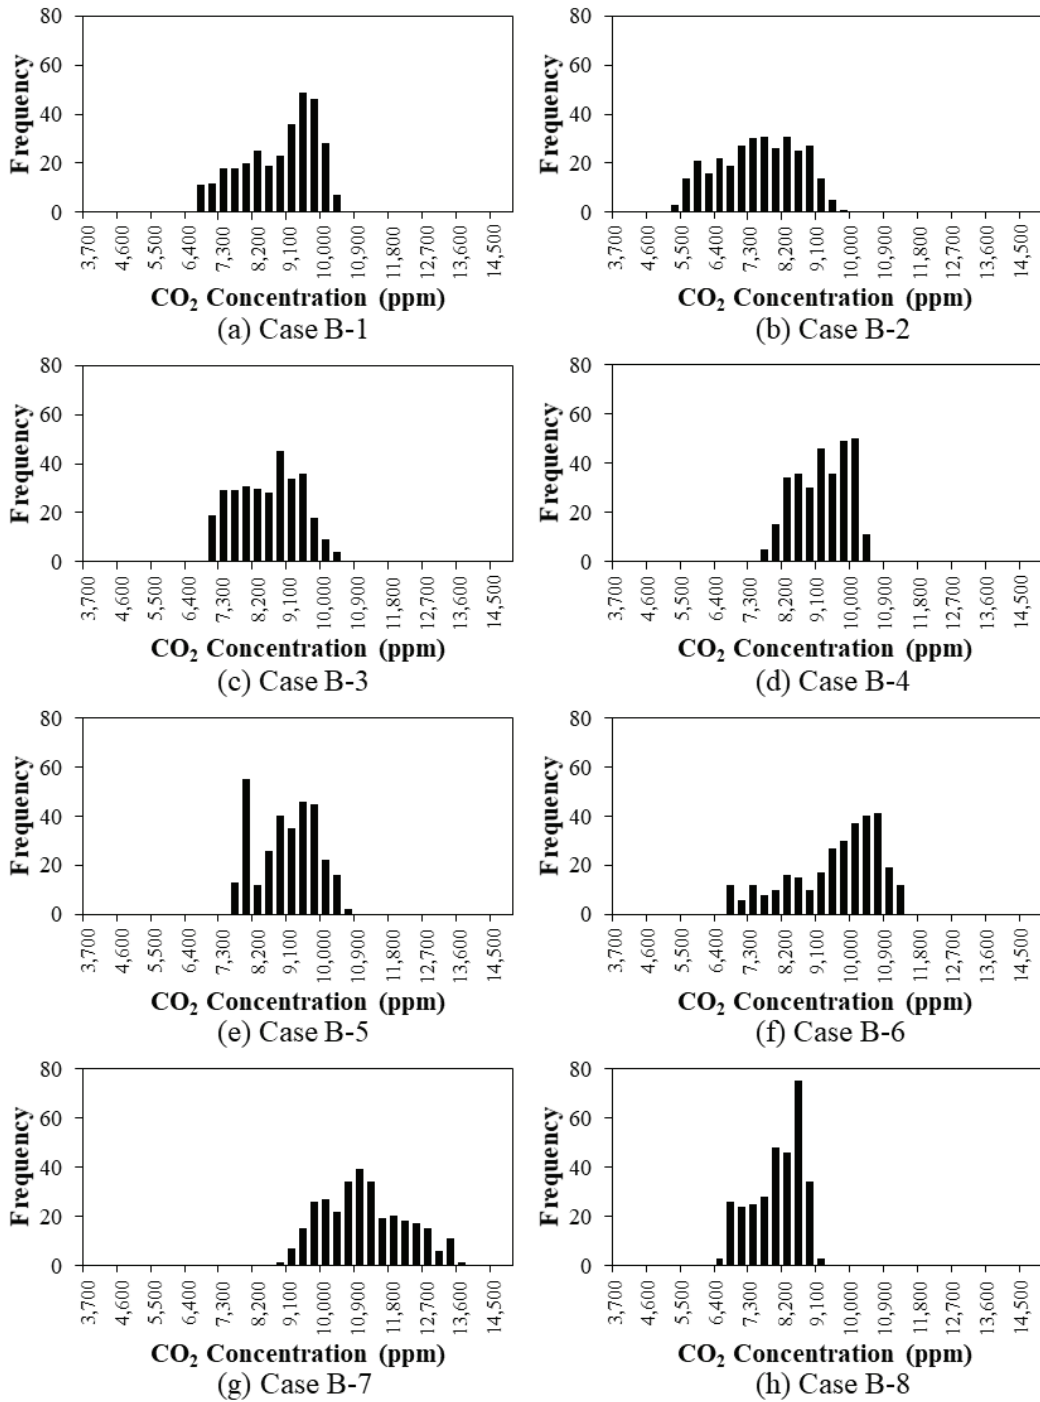 80
60
40
20
0
Frequency
3,700 4,600 5,500 6,400 7,300 8,200 9,100 10,000 10,900 11,800 12,700 13,600 14,500
CO₂ Concentration (ppm)
(a) Case B-1
80
60
40
20
0
Frequency
3,700 4,600 5,500 6,400 7,300 8,200 9,100 10,000 10,900 11,800 12,700 13,600 14,500
CO₂ Concentration (ppm)
(b) Case B-2
80
60
40
20
0
Frequency
3,700 4,600 5,500 6,400 7,300 8,200 9,100 10,000 10,900 11,800 12,700 13,600 14,500
CO₂ Concentration (ppm)
(c) Case B-3
80
60
40
20
0
Frequency
3,700 4,600 5,500 6,400 7,300 8,200 9,100 10,000 10,900 11,800 12,700 13,600 14,500
CO₂ Concentration (ppm)
(d) Case B-4
80
60
40
20
0
Frequency
3,700 4,600 5,500 6,400 7,300 8,200 9,100 10,000 10,900 11,800 12,700 13,600 14,500
CO₂ Concentration (ppm)
(e) Case B-5
80
60
40
20
0
Frequency
3,700 4,600 5,500 6,400 7,300 8,200 9,100 10,000 10,900 11,800 12,700 13,600 14,500
CO₂ Concentration (ppm)
(f) Case B-6
80
60
40
20
0
Frequency
3,700 4,600 5,500 6,400 7,300 8,200 9,100 10,000 10,900 11,800 12,700 13,600 14,500
CO₂ Concentration (ppm)
(g) Case B-7
80
60
40
20
0
Frequency
3,700 4,600 5,500 6,400 7,300 8,200 9,100 10,000 10,900 11,800 12,700 13,600 14,500
CO₂ Concentration (ppm)
(h) Case B-8